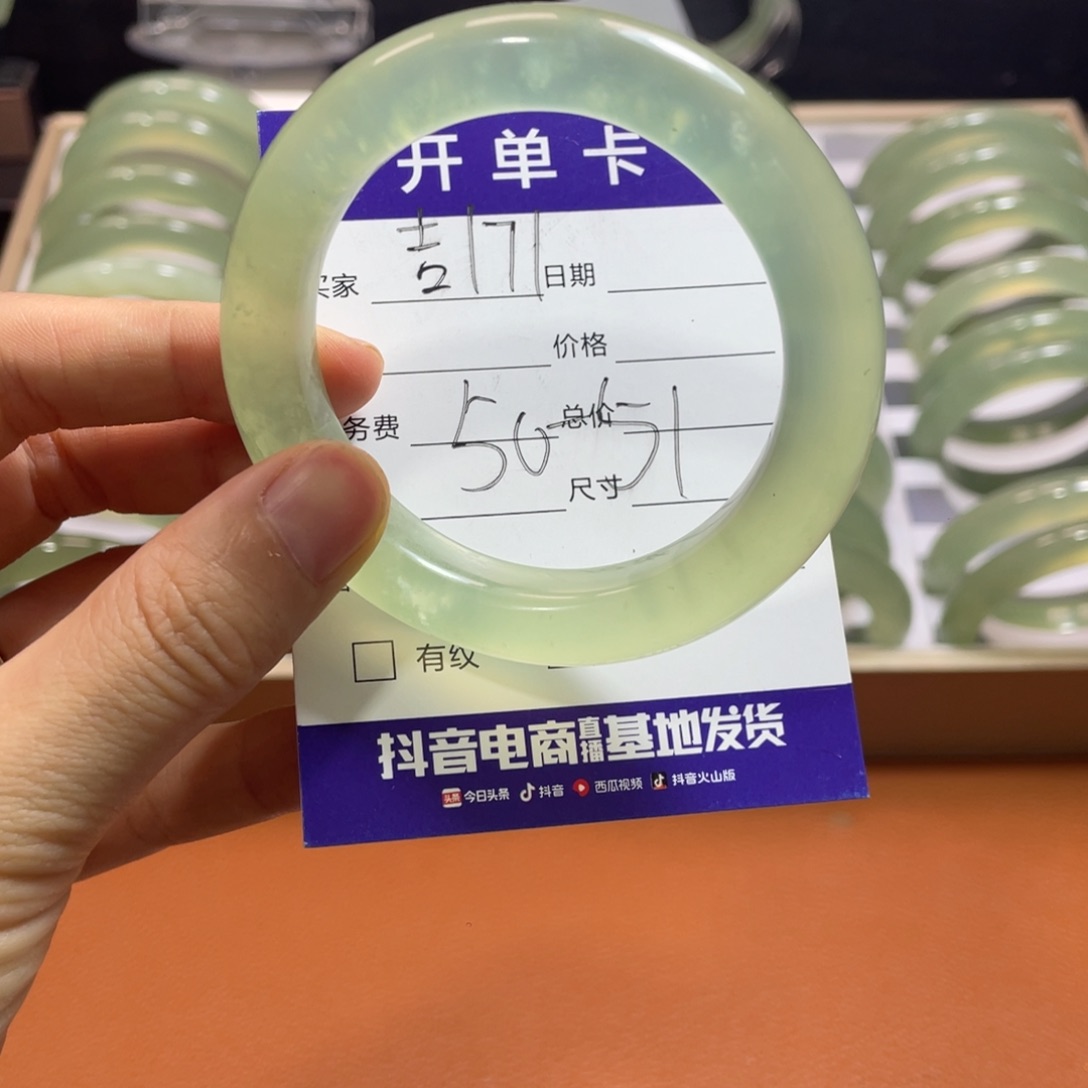 开单卡
买家 吉171 日期
价格
务费 50-51 总价
尺寸
有纹
抖音电商直播基地发货
头条 今日头条 抖音 西瓜视频 抖音火山版